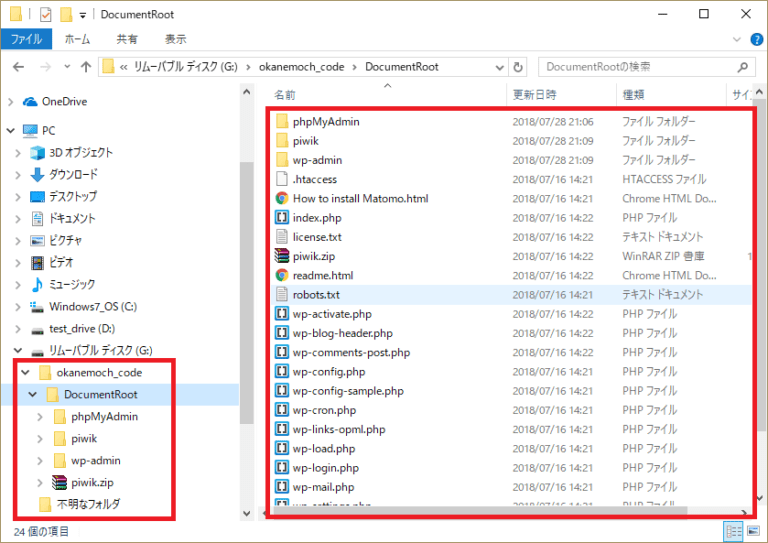 DocumentRoot
ファイル ホーム 共有 表示
« リムーバブル ディスク (G:) › okanemoch_code › DocumentRoot DocumentRootの検索
OneDrive
PC
3D オブジェクト
ダウンロード
デスクトップ
ドキュメント
ピクチャ
ビデオ
ミュージック
Windows7_OS (C:)
test_drive (D:)
リムーバブル ディスク (G:)
okanemoch_code
DocumentRoot
phpMyAdmin
piwik
wp-admin
piwik.zip
不明なフォルダ
名前 更新日時 種類 サイ
phpMyAdmin 2018/07/28 21:06 ファイル フォルダー
piwik 2018/07/28 21:09 ファイル フォルダー
wp-admin 2018/07/28 21:09 ファイル フォルダー
.htaccess 2018/07/16 14:21 HTACCESS ファイル
How to install Matomo.html 2018/07/16 14:21 Chrome HTML Do...
index.php 2018/07/16 14:22 PHP ファイル
license.txt 2018/07/16 14:22 テキスト ドキュメント
piwik.zip 2018/07/16 14:22 WinRAR ZIP 書庫 1
readme.html 2018/07/16 14:22 Chrome HTML Do...
robots.txt 2018/07/16 14:21 テキスト ドキュメント
wp-activate.php 2018/07/16 14:22 PHP ファイル
wp-blog-header.php 2018/07/16 14:22 PHP ファイル
wp-comments-post.php 2018/07/16 14:22 PHP ファイル
wp-config.php 2018/07/16 14:21 PHP ファイル
wp-config-sample.php 2018/07/16 14:21 PHP ファイル
wp-cron.php 2018/07/16 14:22 PHP ファイル
wp-links-opml.php 2018/07/16 14:21 PHP ファイル
wp-load.php 2018/07/16 14:21 PHP ファイル
wp-login.php 2018/07/16 14:22 PHP ファイル
wp-mail.php 2018/07/16 14:21 PHP ファイル
wp-settings.php
24 個の項目